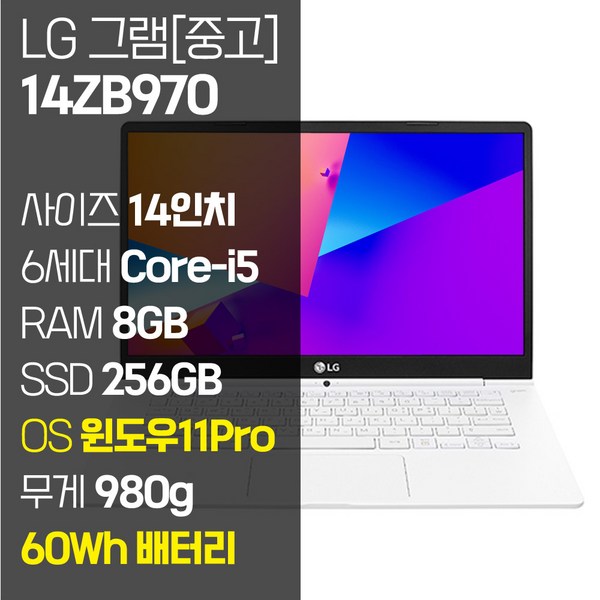 LG 그램[중고]
14ZB970
사이즈 14인치
6세대 Core-i5
RAM 8GB
SSD 256GB
OS 윈도우11Pro
무게 980g
60Wh 배터리
LG